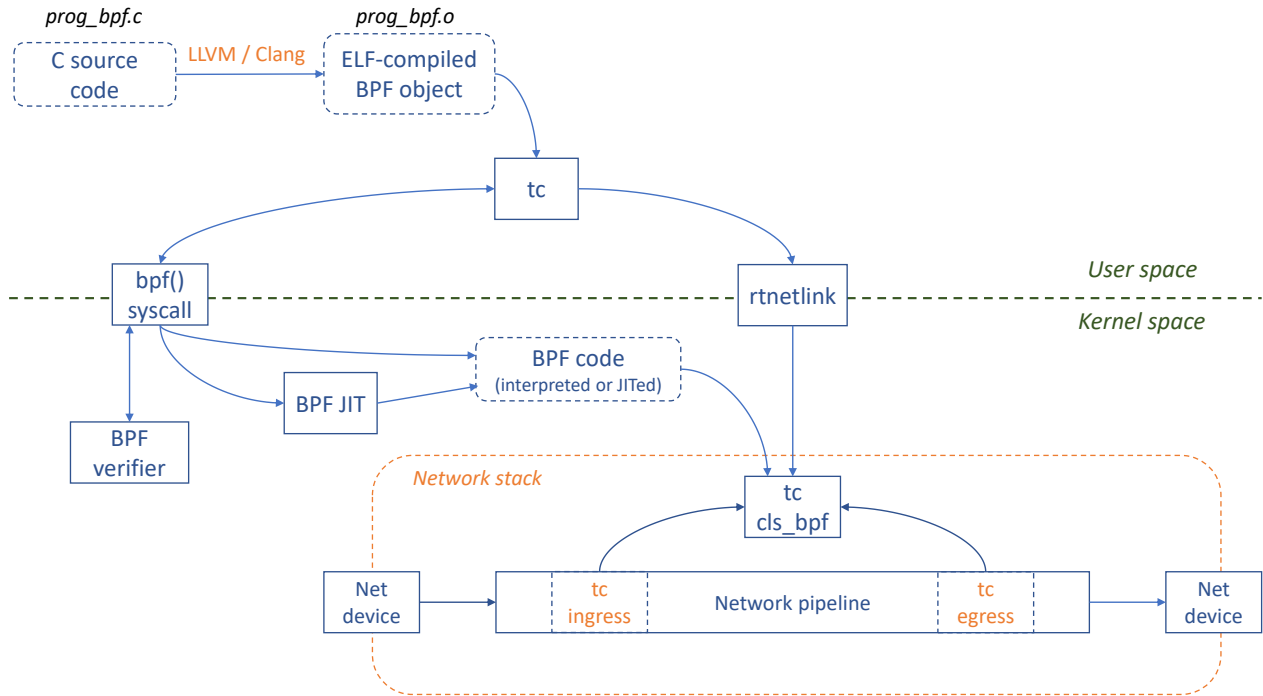 prog_bpf.c
prog_bpf.o
C source
code
LLVM / Clang
ELF-compiled
BPF object
tc
bpf()
syscall
rtnetlink
User space
Kernel space
BPF code
(interpreted or JITed)
BPF JIT
BPF
verifier
Network stack
tc
cls_bpf
Net
device
tc
ingress
Network pipeline
tc
egress
Net
device